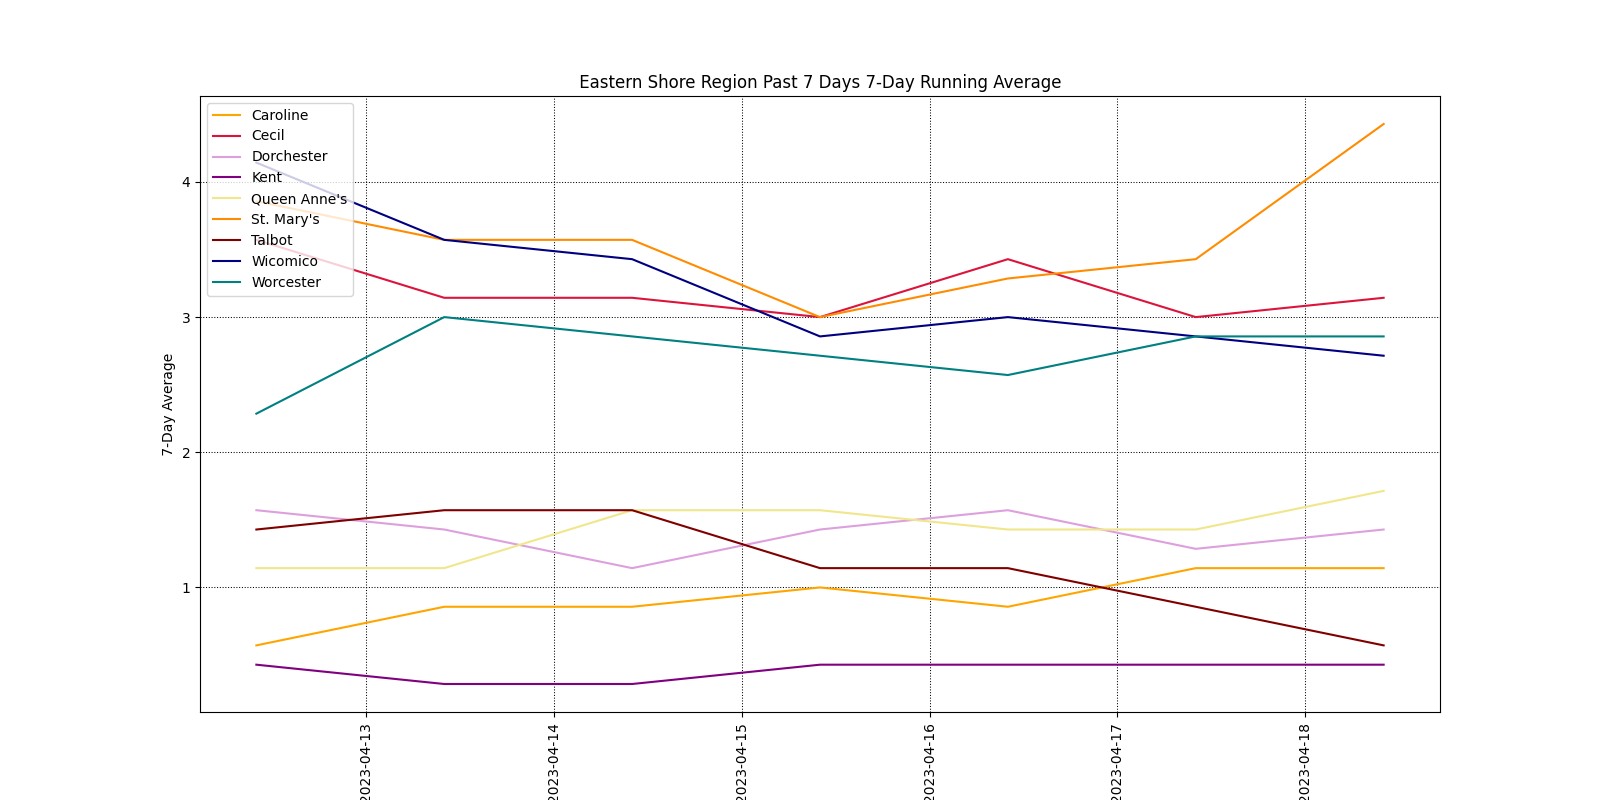 Eastern Shore Region Past 7 Days 7-Day Running Average
Caroline
Cecil
Dorchester
Kent
Queen Anne's
St. Mary's
Talbot
Wicomico
Worcester
4
3
2
1
7-Day Average
2023-04-13
2023-04-14
2023-04-15
2023-04-16
2023-04-17
2023-04-18